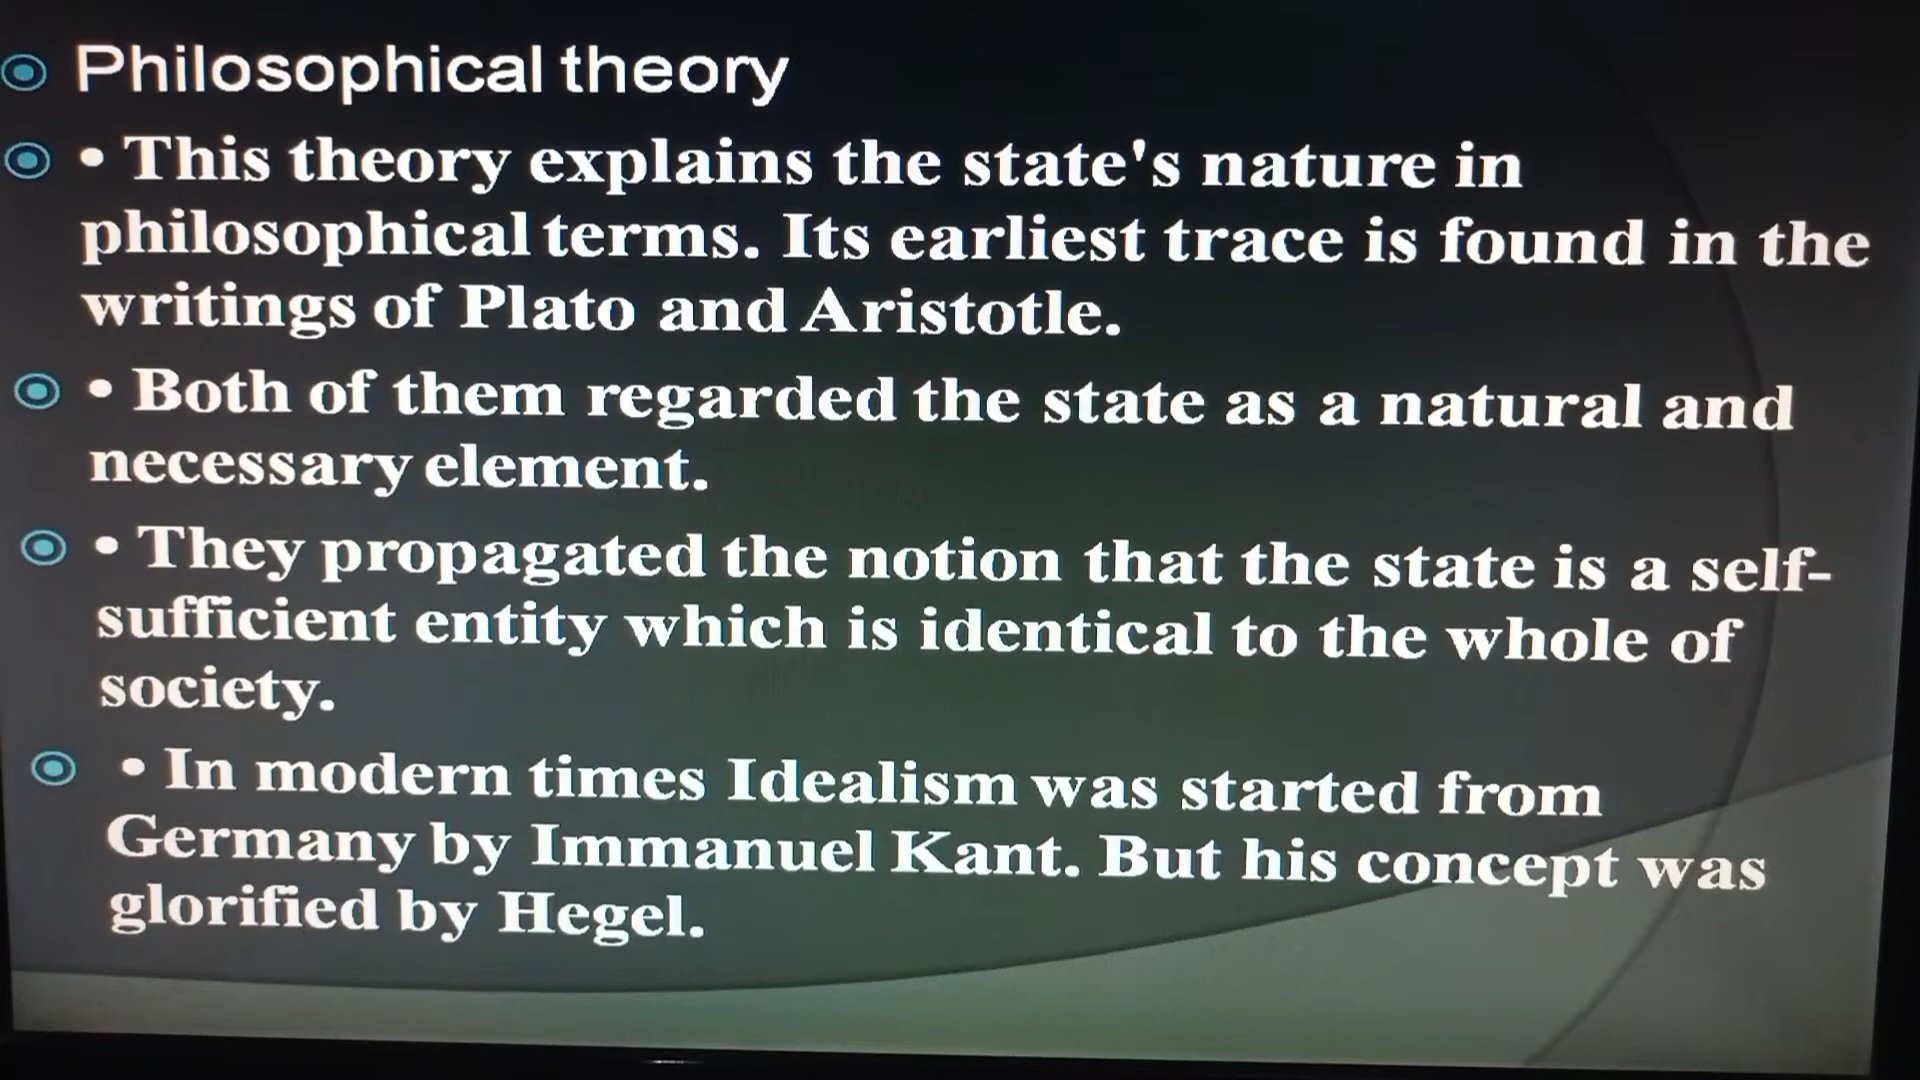 Philosophical theory
• This theory explains the state's nature in
philosophical terms. Its earliest trace is found in the
writings of Plato and Aristotle.
• Both of them regarded the state as a natural and
necessary element.
• They propagated the notion that the state is a self-
sufficient entity which is identical to the whole of
society.
• In modern times Idealism was started from
Germany by Immanuel Kant. But his concept was
glorified by Hegel.